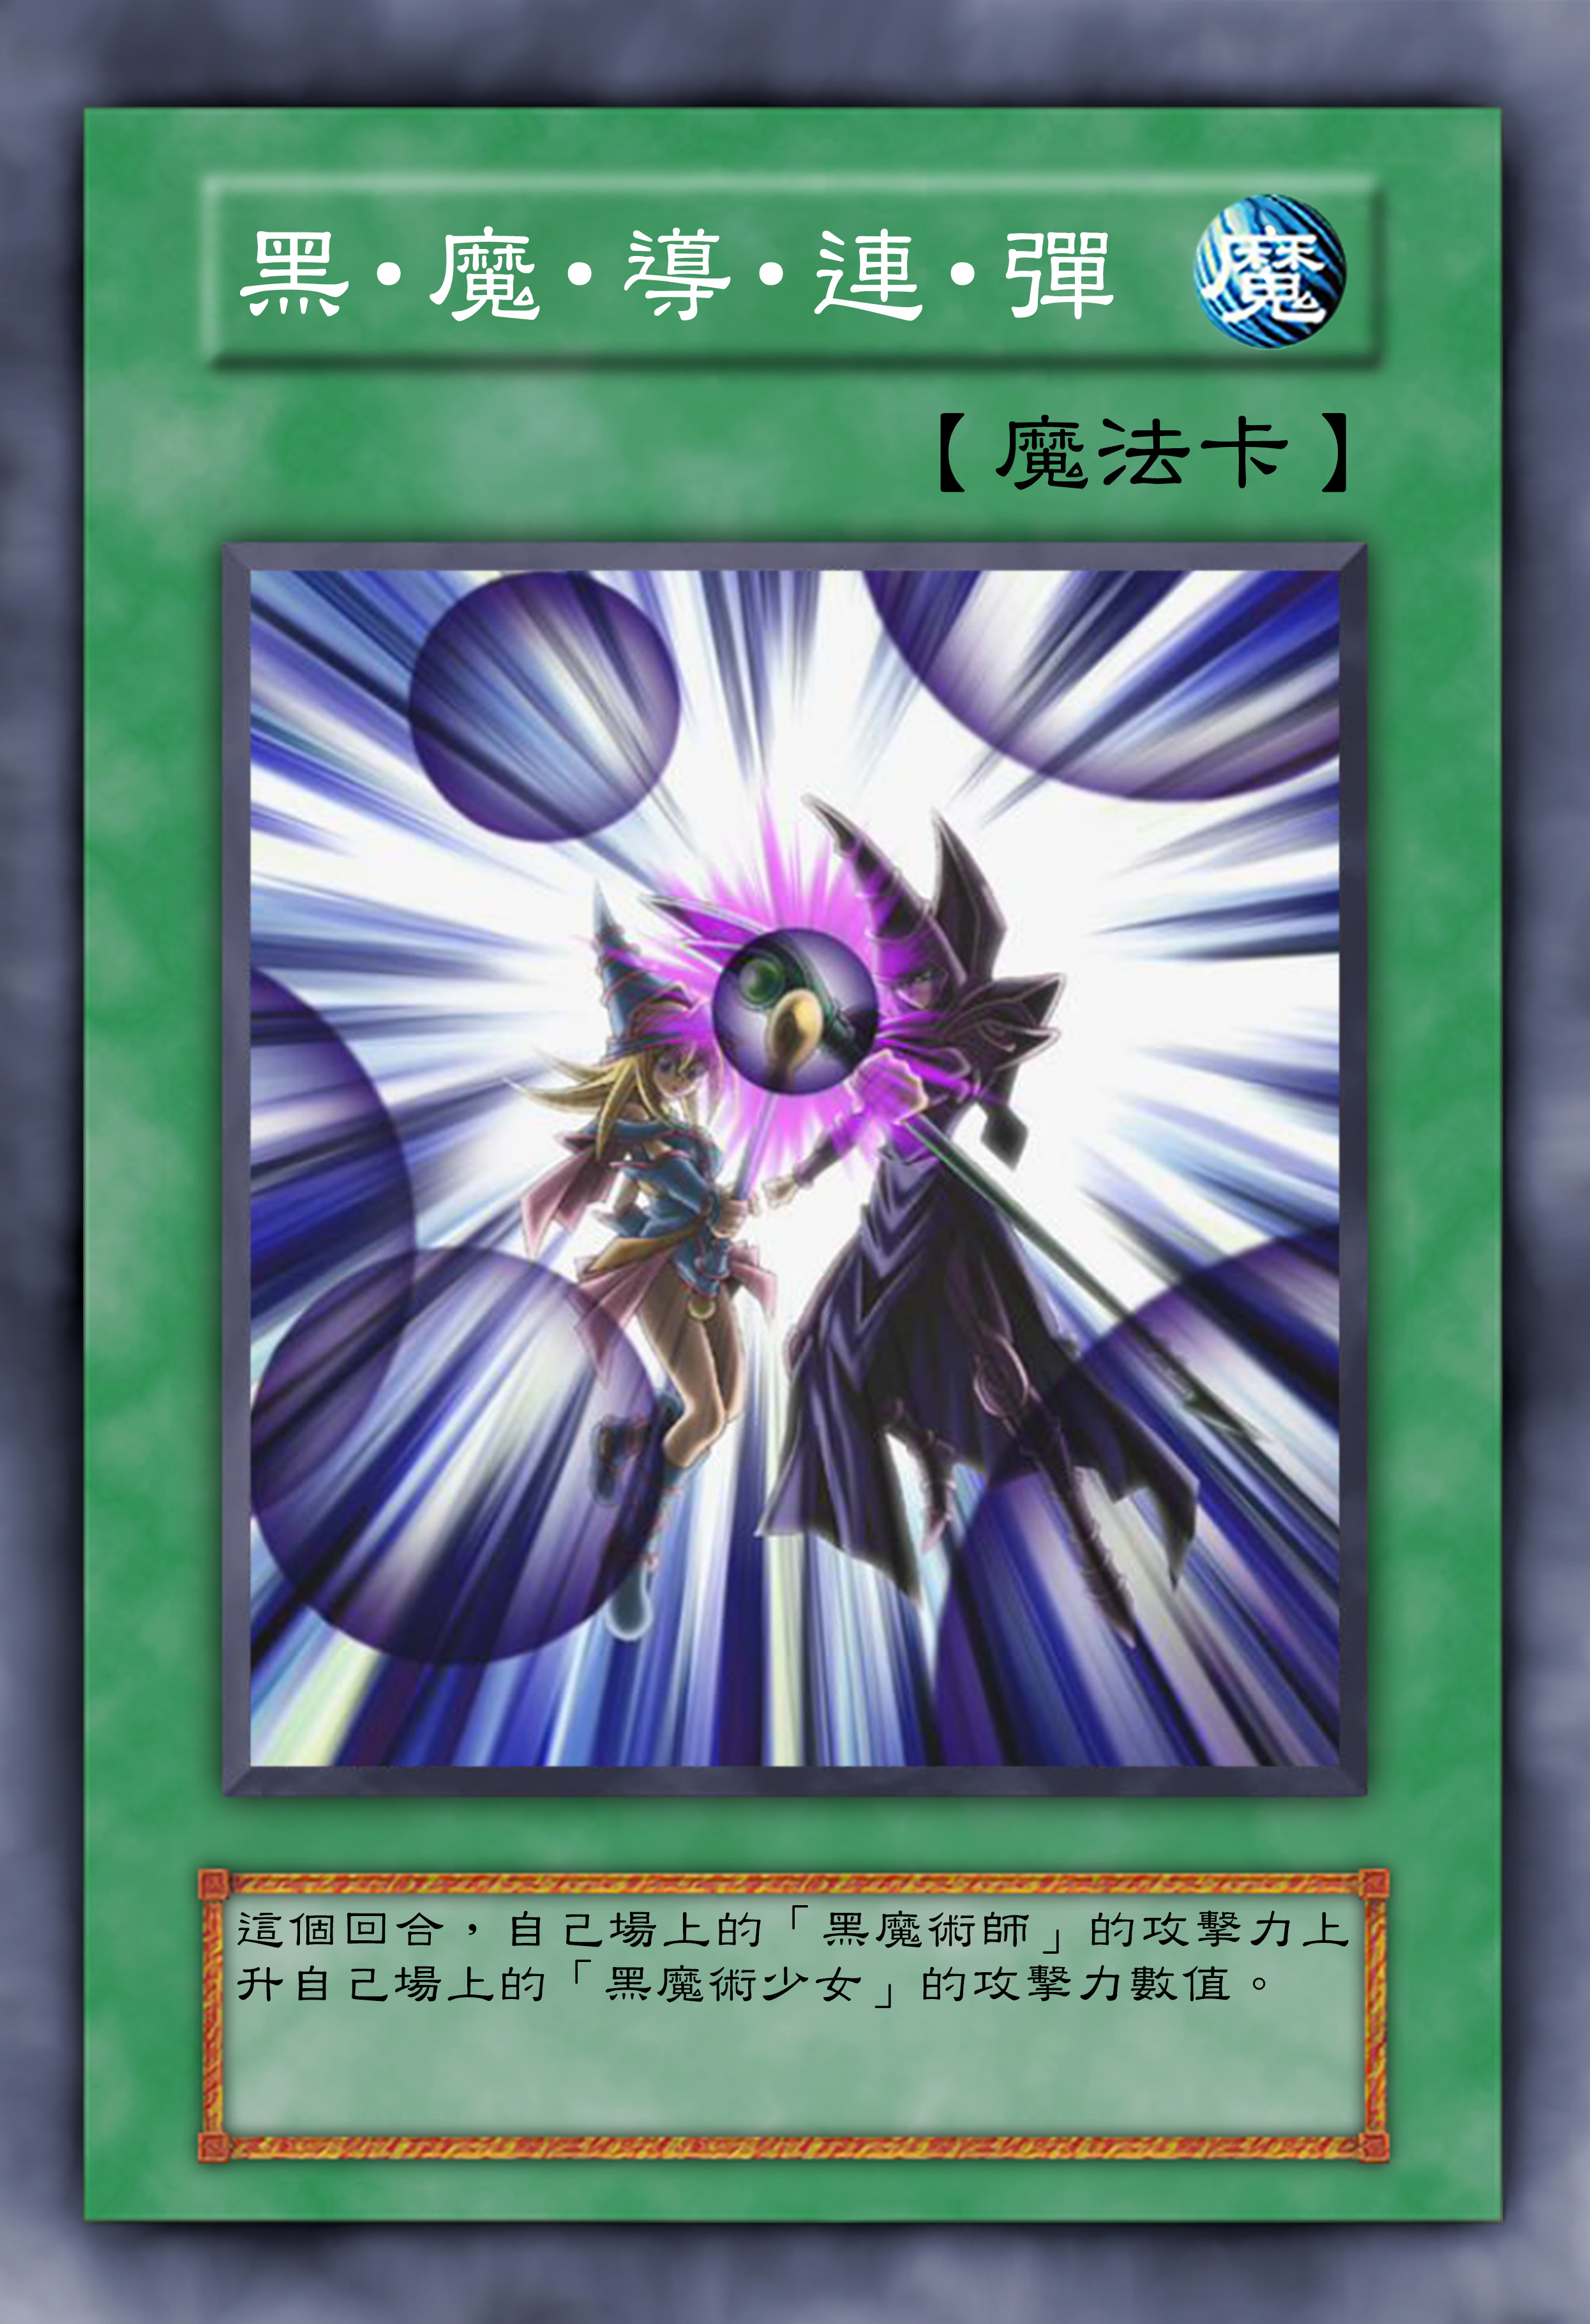 黑・魔・導・連・彈 魔
【魔法卡】
這個回合，自己場上的「黑魔術師」的攻擊力上
升自己場上的「黑魔術少女」的攻擊力數值。